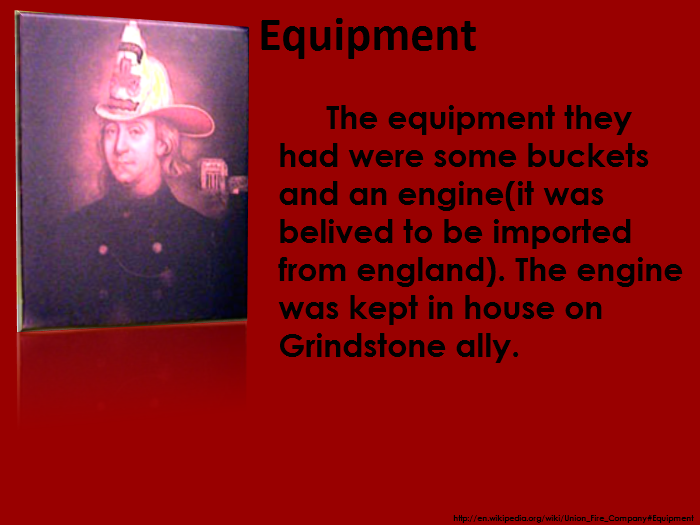 Equipment
The equipment they
had were some buckets
and an engine(it was
belived to be imported
from england). The engine
was kept in house on
Grindstone ally.
http://en.wikipedia.org/wiki/Union_Fire_Company#Equipment